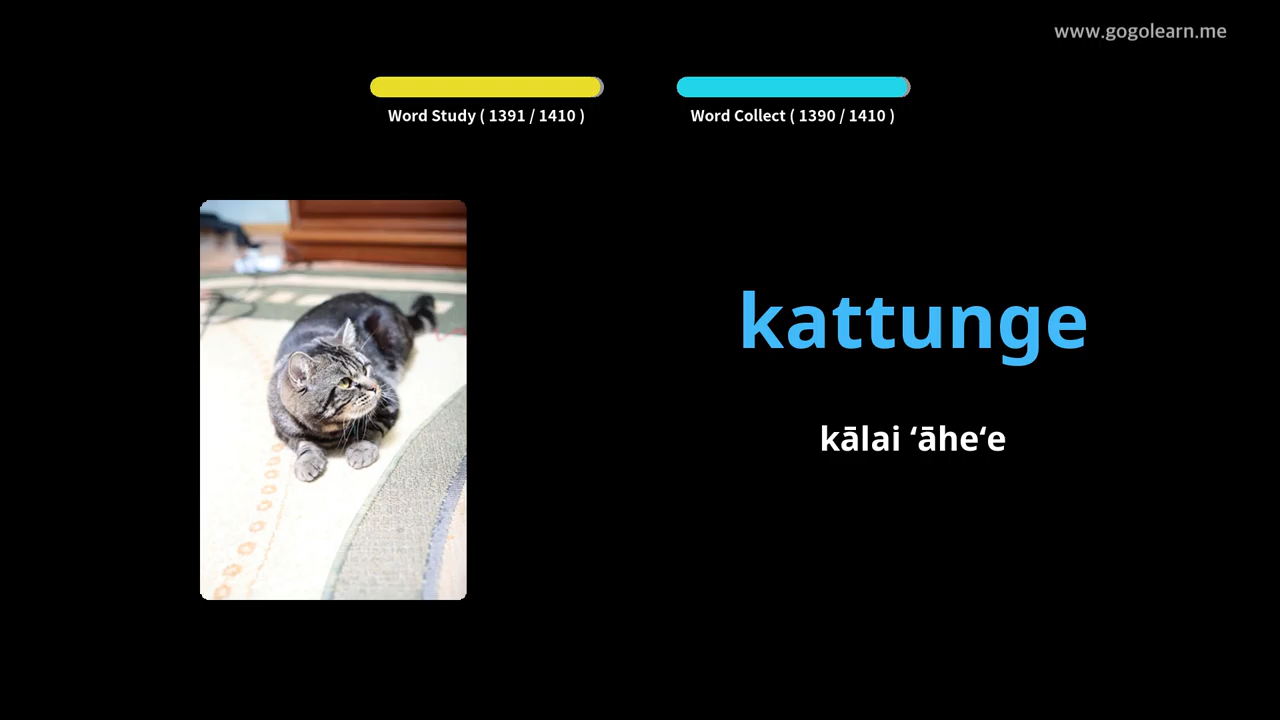 www.gogolearn.me
Word Study ( 1391 / 1410 )
Word Collect ( 1390 / 1410 )
kattunge
kālai ʻāheʻe